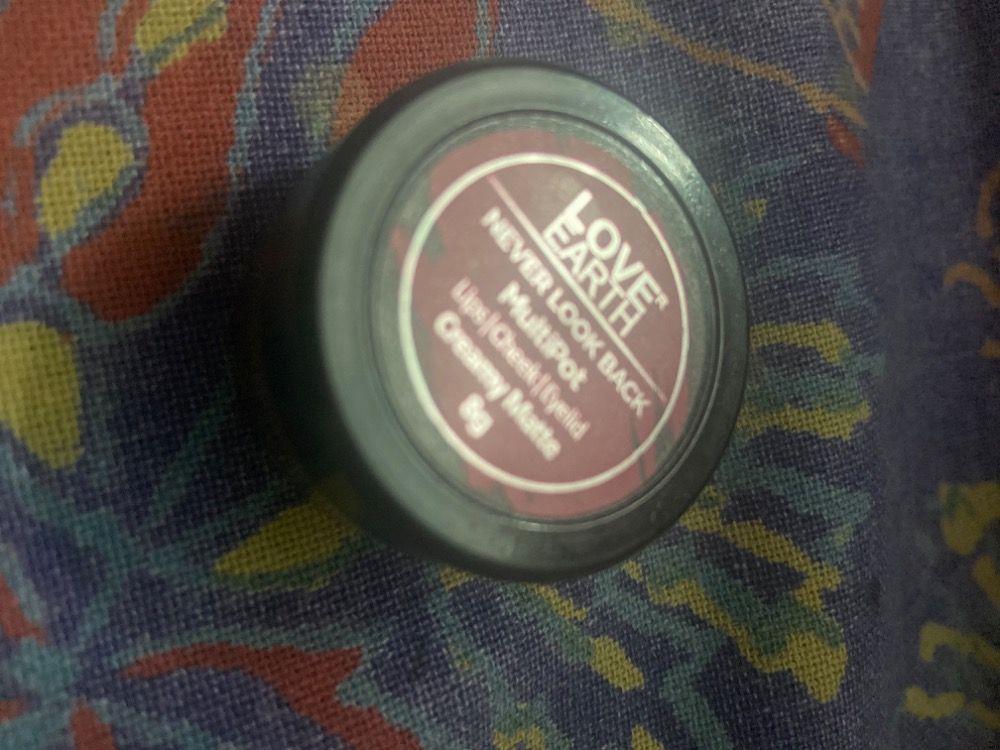 LOVE
EARTH
NEVER LOOK BACK
MultiPot
Lips|Cheek|Eyelid
Creamy Matte
8g